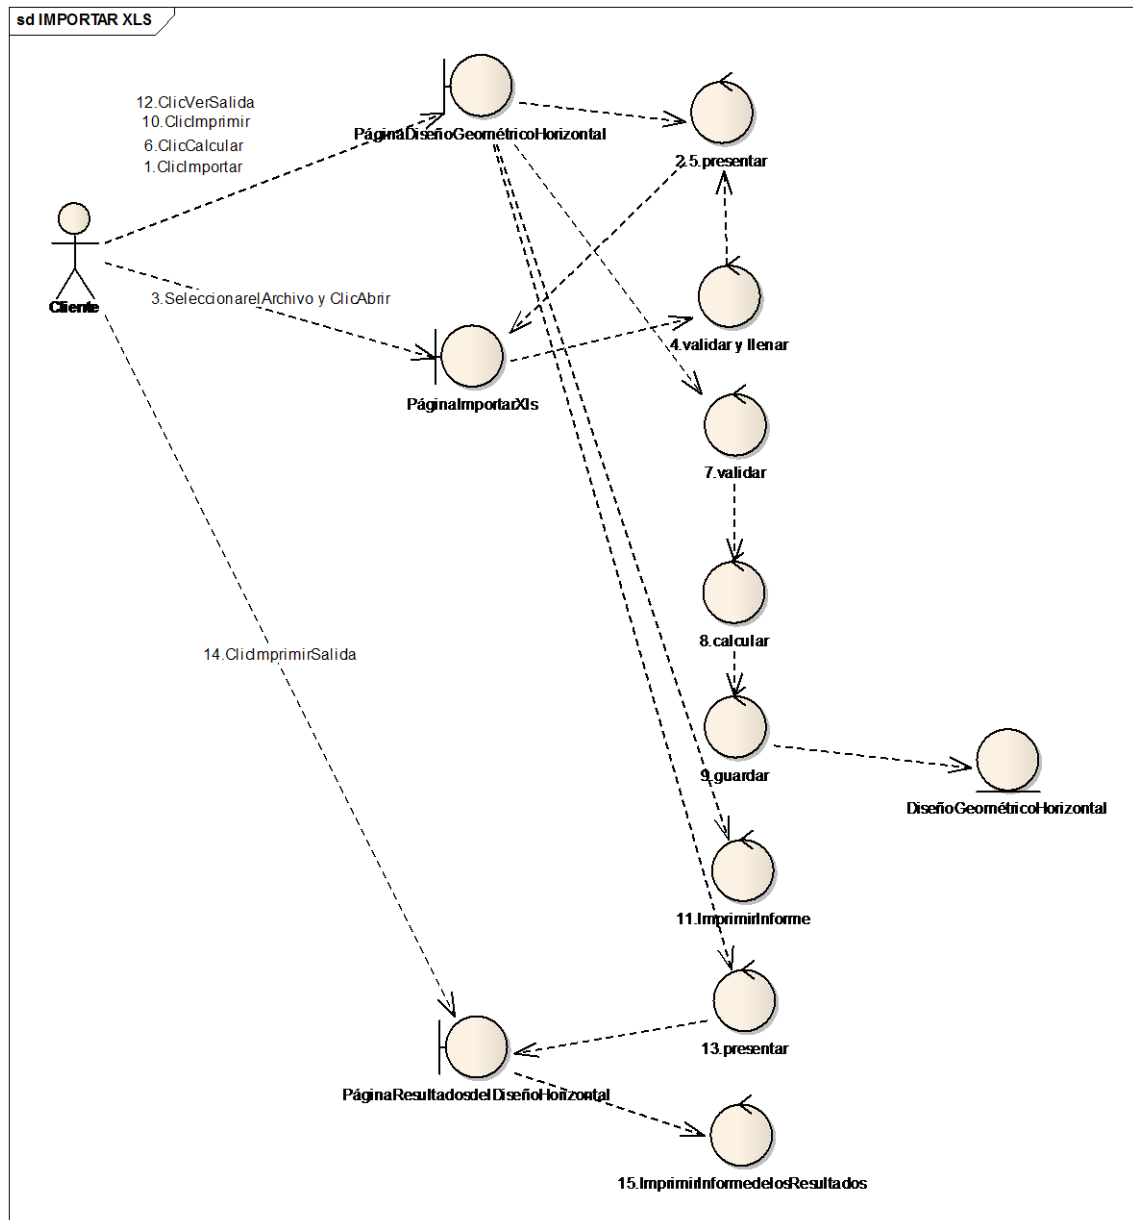 sd IMPORTAR XLS
12.ClicVerSalida
10.ClicImprimir
6.ClicCalcular
1.ClicImportar
PáginaDiseñoGeométricoHorizontal
2.5.presentar
Cliente
3.SeleccionarelArchivo y ClicAbrir
4.validar y llenar
PáginaImportarXls
7.validar
8.calcular
14.ClicImprimirSalida
9.guardar
DiseñoGeométricoHorizontal
11.ImprimirInforme
13.presentar
PáginaResultadosdelDiseñoHorizontal
15.ImprimirInformedelosResultados